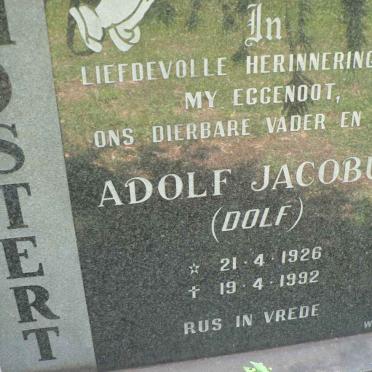 In
LIEFDEVOLLE HERINNERING
MY EGGENOOT,
ONS DIERBARE VADER EN
ADOLF JACOBU
(DOLF)
☆ 21·4·1926
✝ 19·4·1992
RUS IN VREDE
OSTERT